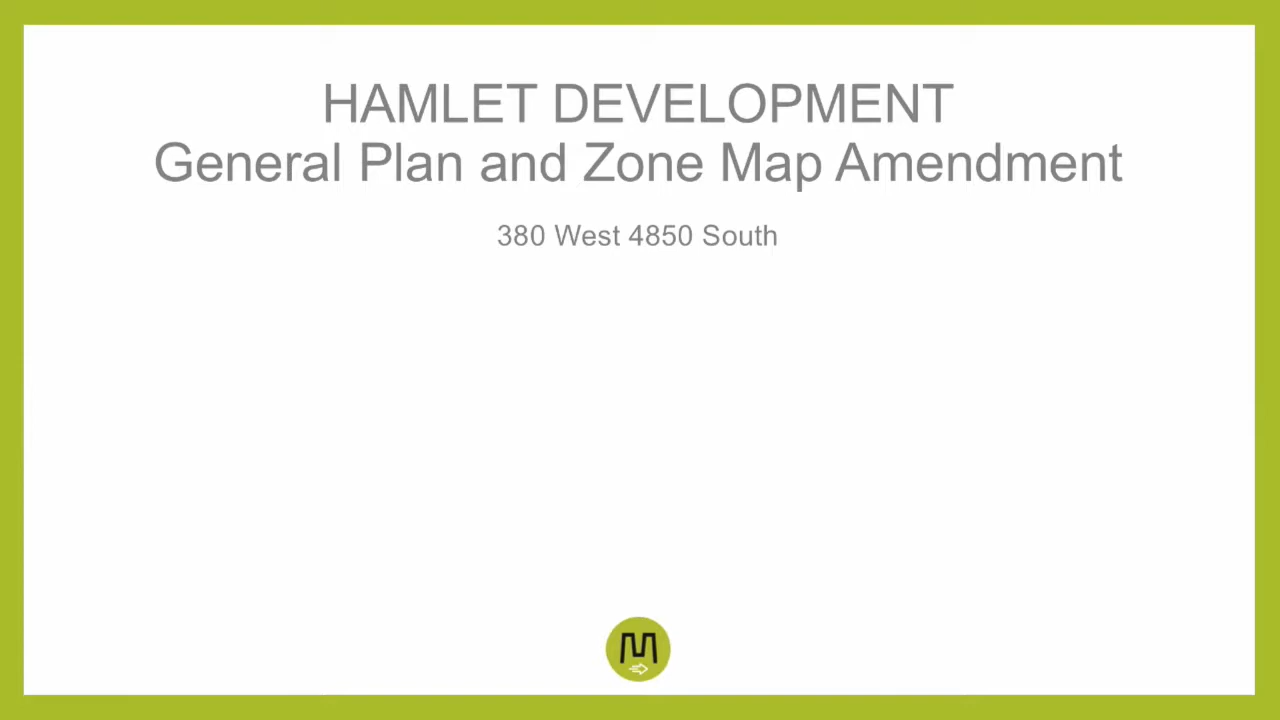 HAMLET DEVELOPMENT
General Plan and Zone Map Amendment
380 West 4850 South